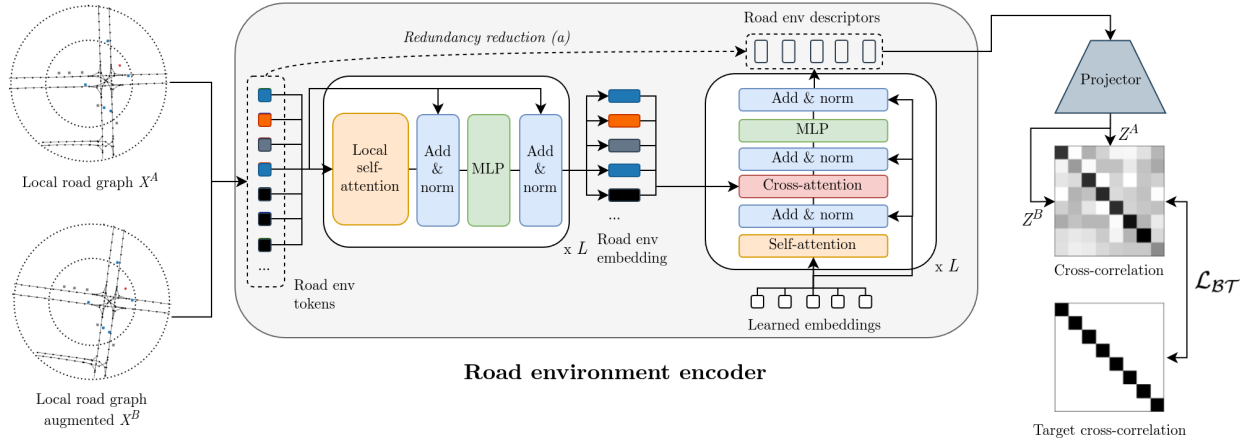 Local road graph X^A
Local road graph
augmented X^B
Redundancy reduction (a)
...
Road env
tokens
Local
self-
attention
Add
&
norm
MLP
Add
&
norm
x L
...
Road env
embedding
Road env descriptors
Add & norm
MLP
Add & norm
Cross-attention
Add & norm
Self-attention
x L
Learned embeddings
Road environment encoder
Projector
Z^A
Z^B
Cross-correlation
ℒ_ℬ𝒯
Target cross-correlation